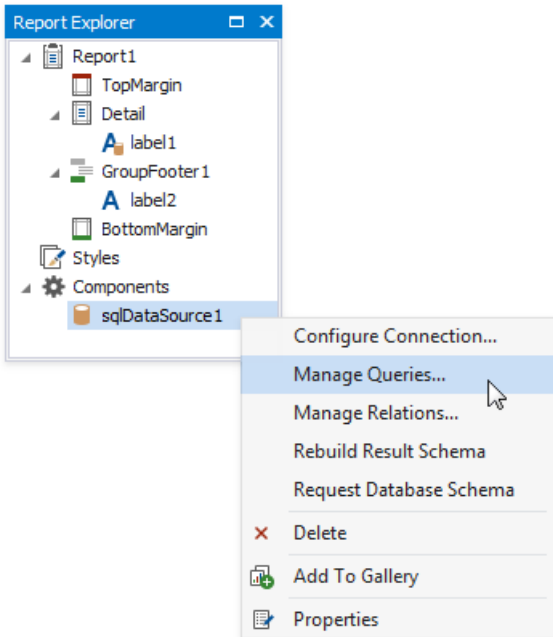 Report Explorer
Report1
TopMargin
Detail
label1
GroupFooter1
label2
BottomMargin
Styles
Components
sqlDataSource1
Configure Connection...
Manage Queries...
Manage Relations...
Rebuild Result Schema
Request Database Schema
Delete
Add To Gallery
Properties